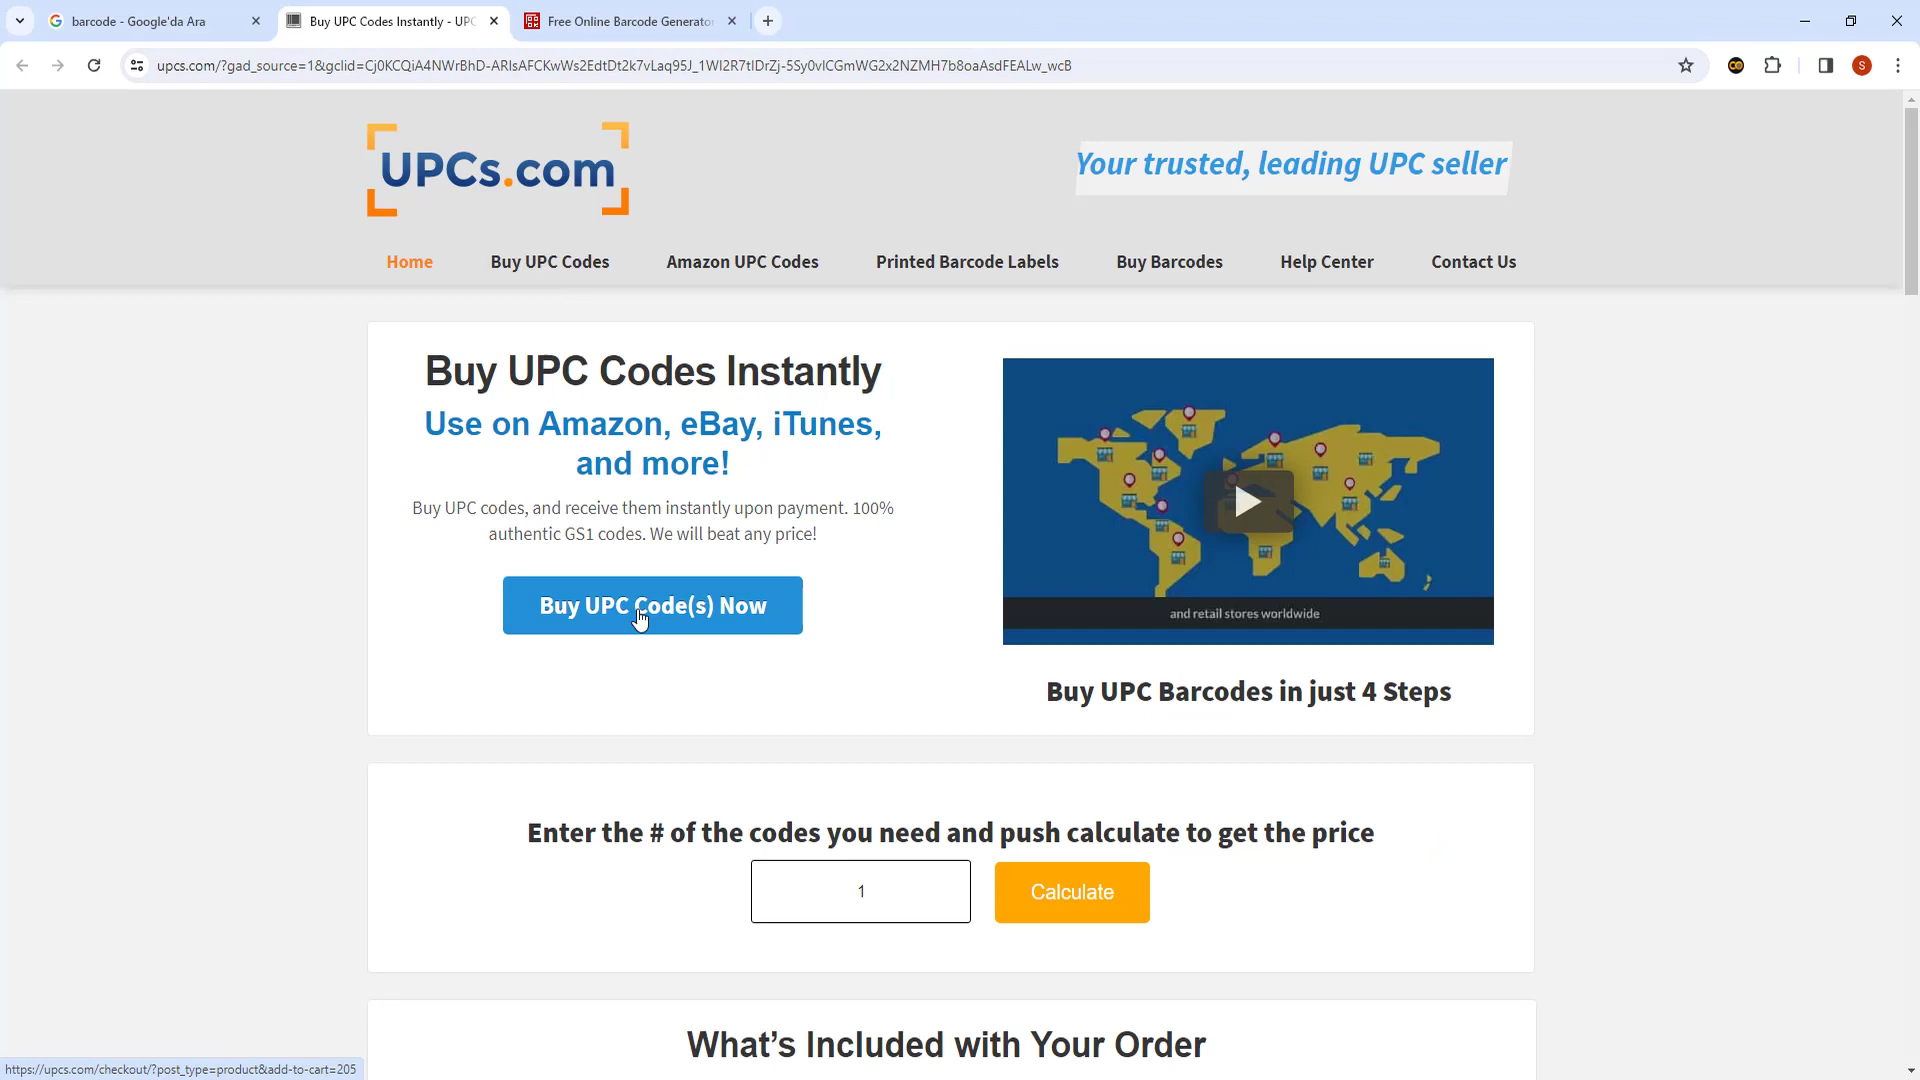 barcode - Google'da Ara
Buy UPC Codes Instantly - UPC
Free Online Barcode Generato
upcs.com/?gad_source=1&gclid=Cj0KCQiA4NWrBhD-ARIsAFCKwWs2EdtDt2k7vLaq95J_1WI2R7tIDrZj-5Sy0vICGmWG2x2NZMH7b8oaAsdFEALw_wcB
S
UPCs.com
Your trusted, leading UPC seller
Home
Buy UPC Codes
Amazon UPC Codes
Printed Barcode Labels
Buy Barcodes
Help Center
Contact Us
Buy UPC Codes Instantly
Use on Amazon, eBay, iTunes,
and more!
Buy UPC codes, and receive them instantly upon payment. 100%
authentic GS1 codes. We will beat any price!
Buy UPC Code(s) Now
and retail stores worldwide
Buy UPC Barcodes in just 4 Steps
Enter the # of the codes you need and push calculate to get the price
1
Calculate
What's Included with Your Order
https://upcs.com/checkout/?post_type=product&add-to-cart=205